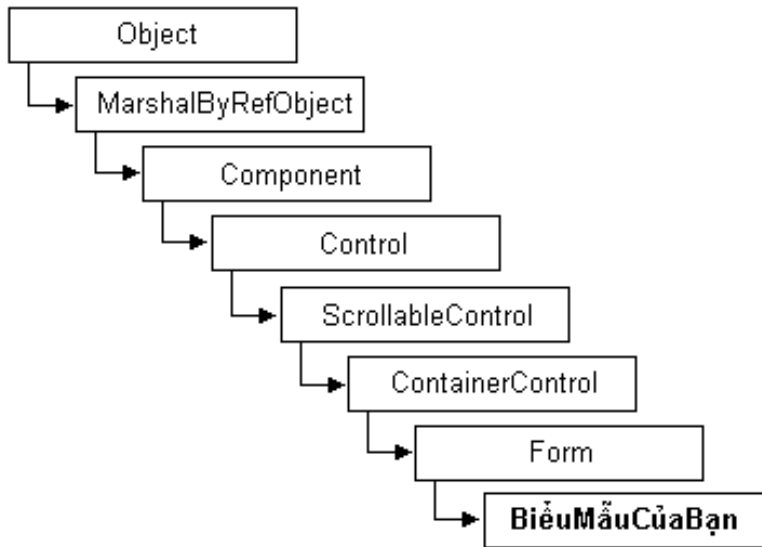 Object
MarshalByRefObject
Component
Control
ScrollableControl
ContainerControl
Form
BiểuMẫuCủaBạn